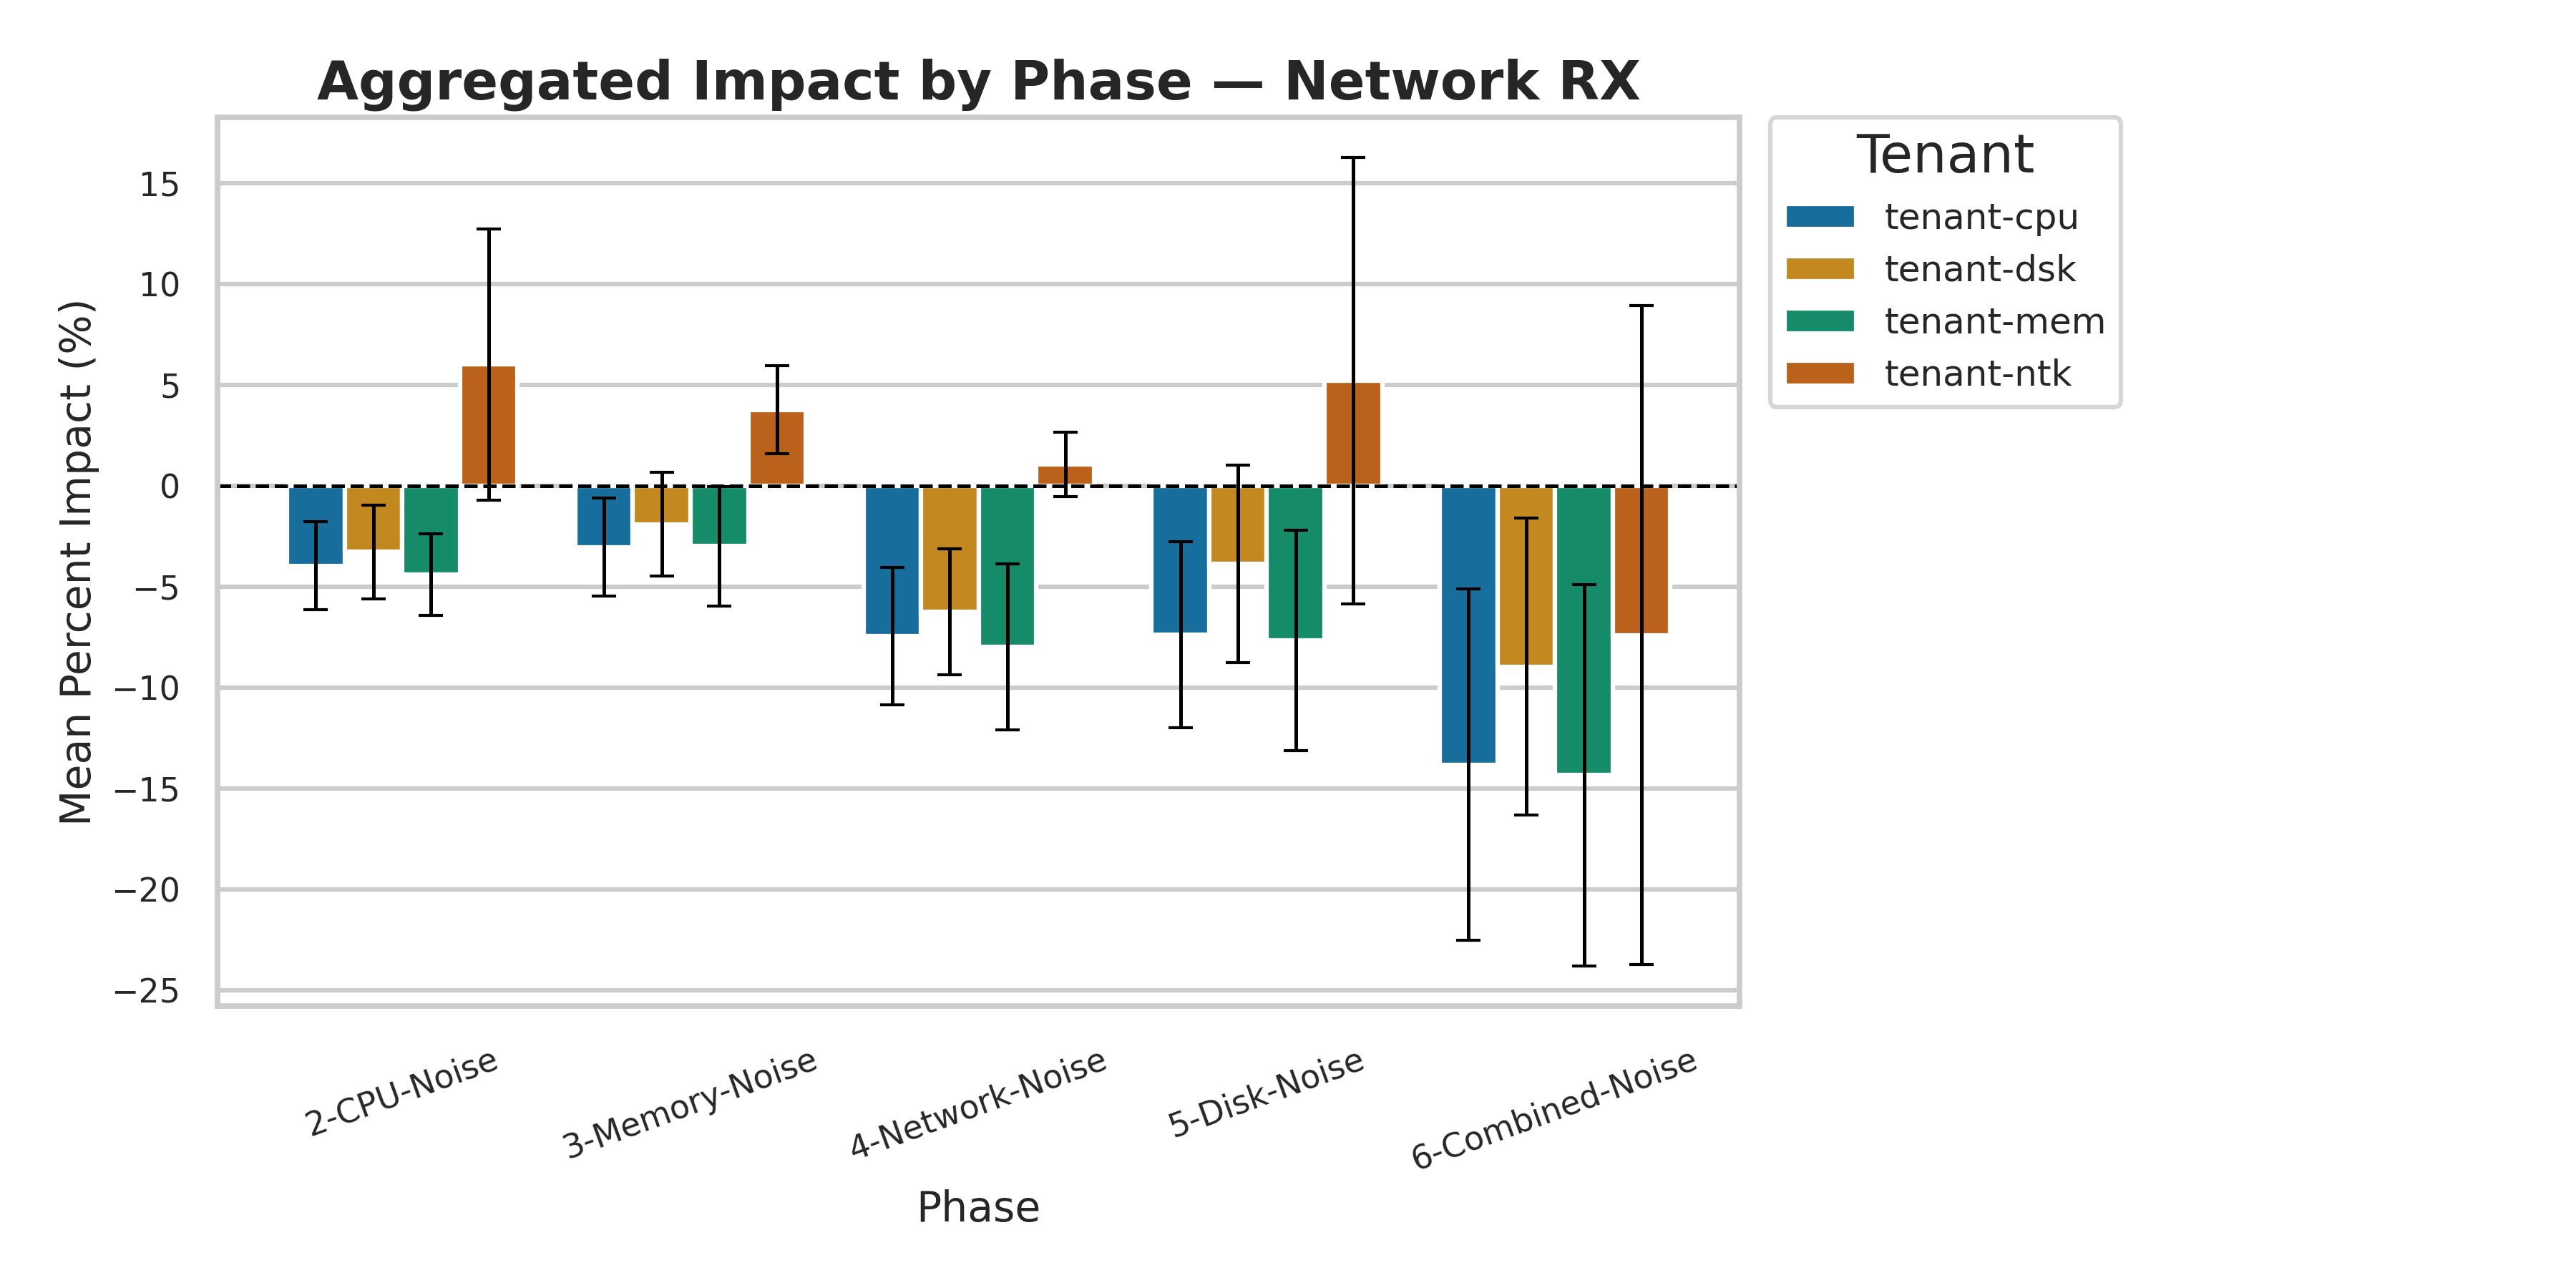 Aggregated Impact by Phase — Network RX
Mean Percent Impact (%)
15
10
5
0
−5
−10
−15
−20
−25
2-CPU-Noise
3-Memory-Noise
4-Network-Noise
5-Disk-Noise
6-Combined-Noise
Phase
Tenant
tenant-cpu
tenant-dsk
tenant-mem
tenant-ntk